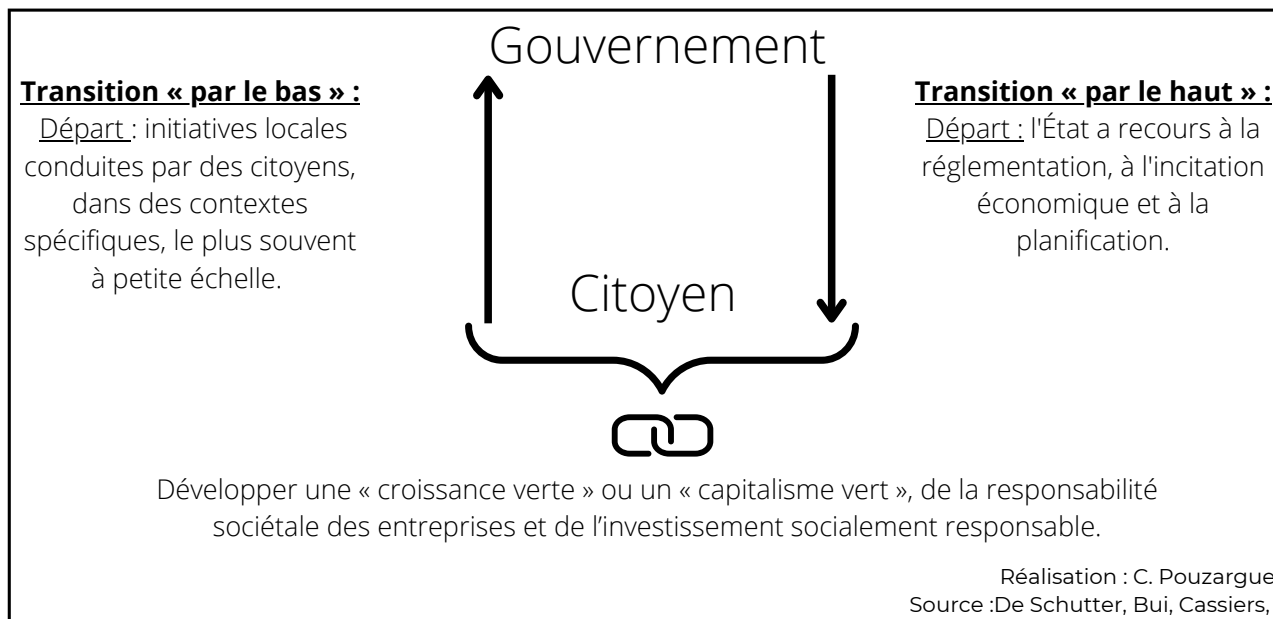 Gouvernement
Transition « par le bas » :
Départ : initiatives locales
conduites par des citoyens,
dans des contextes
spécifiques, le plus souvent
à petite échelle.
Transition « par le haut » :
Départ : l'État a recours à la
réglementation, à l'incitation
économique et à la
planification.
Citoyen
Développer une « croissance verte » ou un « capitalisme vert », de la responsabilité
sociétale des entreprises et de l’investissement socialement responsable.
Réalisation : C. Pouzargue
Source :De Schutter, Bui, Cassiers,